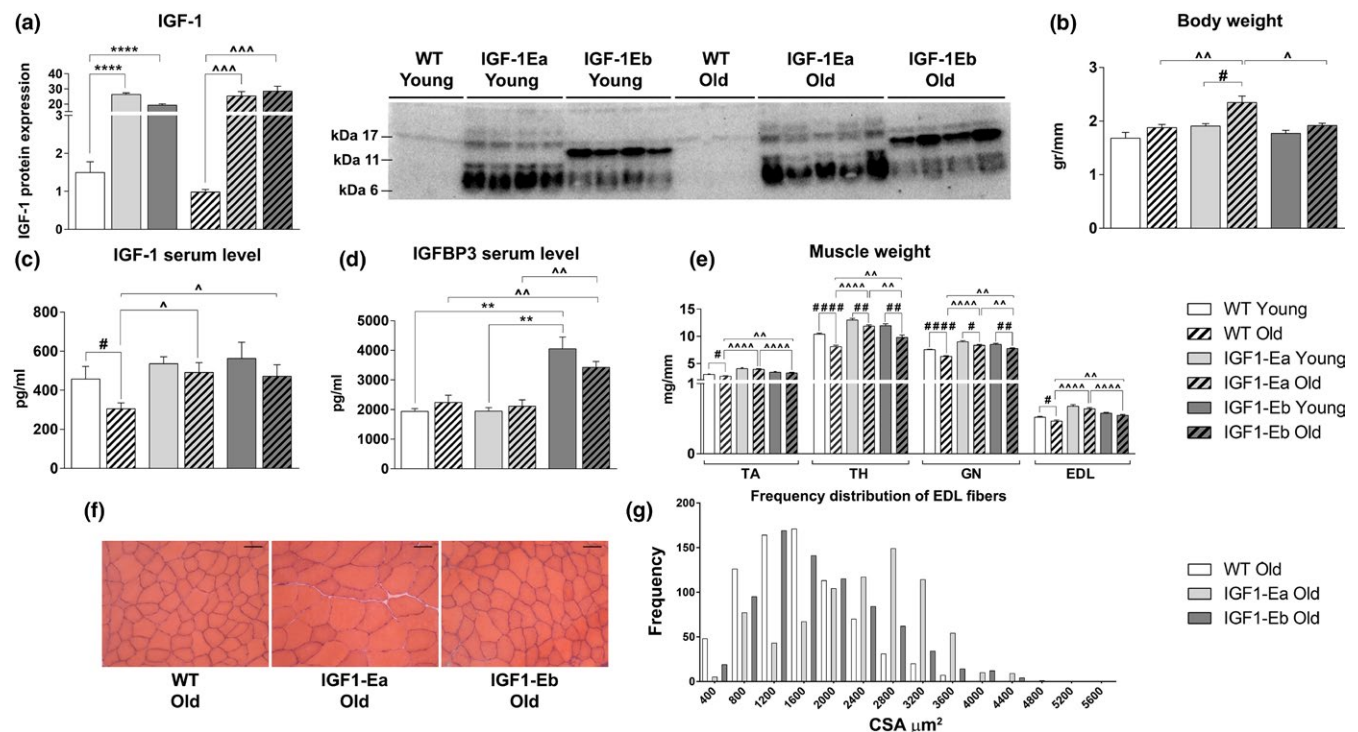 (a)
IGF-1
IGF-1 protein expression
40
30
20
10
3
2
1
0
****
****
^^^
^^^
WT
Young
IGF-1Ea
Young
IGF-1Eb
Young
WT
Old
IGF-1Ea
Old
IGF-1Eb
Old
kDa 17
kDa 11
kDa 6
(b)
Body weight
gr/mm
3
2
1
0
^^
#
^
(c)
IGF-1 serum level
pg/ml
800
600
400
200
0
#
^
^
(d)
IGFBP3 serum level
pg/ml
5000
4000
3000
2000
1000
0
**
**
^^
^^
(e)
Muscle weight
mg/mm
15
10
5
1
#
^^^^
^^
^^^^
####
^^^^
##
^^
^^
##
####
^^^^
#
^^
^^
##
#
^^^^
^^
^^^^
TA
TH
GN
EDL
WT Young
WT Old
IGF1-Ea Young
IGF1-Ea Old
IGF1-Eb Young
IGF1-Eb Old
(f)
WT
Old
IGF1-Ea
Old
IGF1-Eb
Old
(g)
Frequency distribution of EDL fibers
Frequency
200
150
100
50
0
400
800
1200
1600
2000
2400
2800
3200
3600
4000
4400
4800
5200
5600
CSA µm²
WT Old
IGF1-Ea Old
IGF1-Eb Old